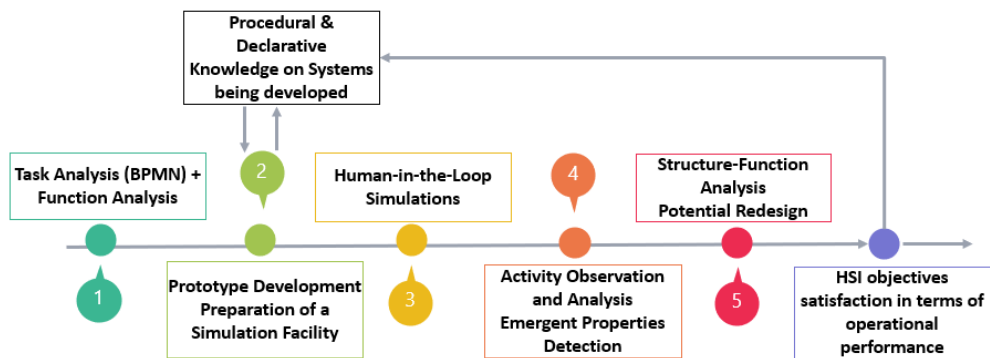 Procedural &
Declarative
Knowledge on Systems
being developed
Task Analysis (BPMN) +
Function Analysis
1
2
Prototype Development
Preparation of a
Simulation Facility
Human-in-the-Loop
Simulations
3
4
Activity Observation
and Analysis
Emergent Properties
Detection
Structure-Function
Analysis
Potential Redesign
5
HSI objectives
satisfaction in terms of
operational
performance